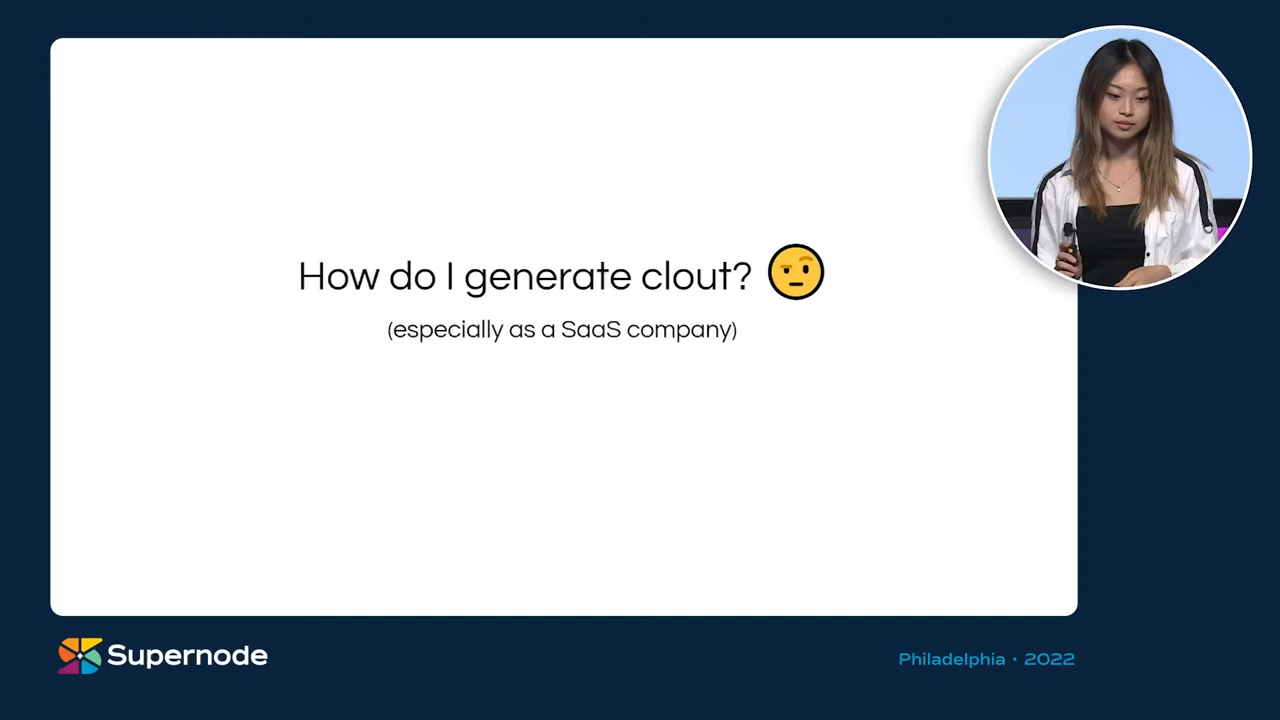 How do I generate clout? 🤨
(especially as a SaaS company)
Supernode
Philadelphia • 2022